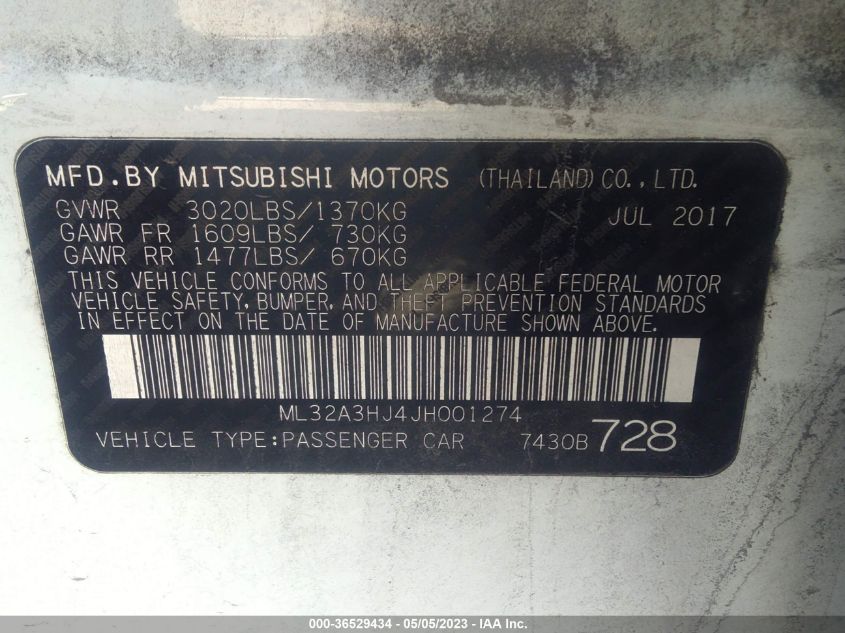 MFD.BY MITSUBISHI MOTORS (THAILAND) CO., LTD.
GVWR 3020LBS/1370KG JUL 2017
GAWR FR 1609LBS/ 730KG
GAWR RR 1477LBS/ 670KG
THIS VEHICLE CONFORMS TO ALL APPLICABLE FEDERAL MOTOR
VEHICLE SAFETY, BUMPER, AND THEFT PREVENTION STANDARDS
IN EFFECT ON THE DATE OF MANUFACTURE SHOWN ABOVE.
ML32A3HJ4JH001274
VEHICLE TYPE:PASSENGER CAR 7430B 728
000-36529434 - 05/05/2023 - IAA Inc.